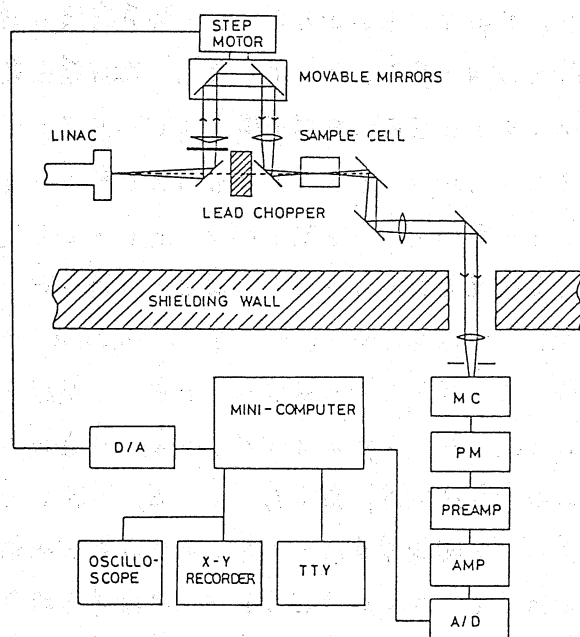 STEP
MOTOR
MOVABLE MIRRORS
LINAC
SAMPLE CELL
LEAD CHOPPER
SHIELDING WALL
MINI-COMPUTER
MC
D/A
PM
PREAMP
OSCILLO-
SCOPE
X-Y
RECORDER
TTY
AMP
A/D